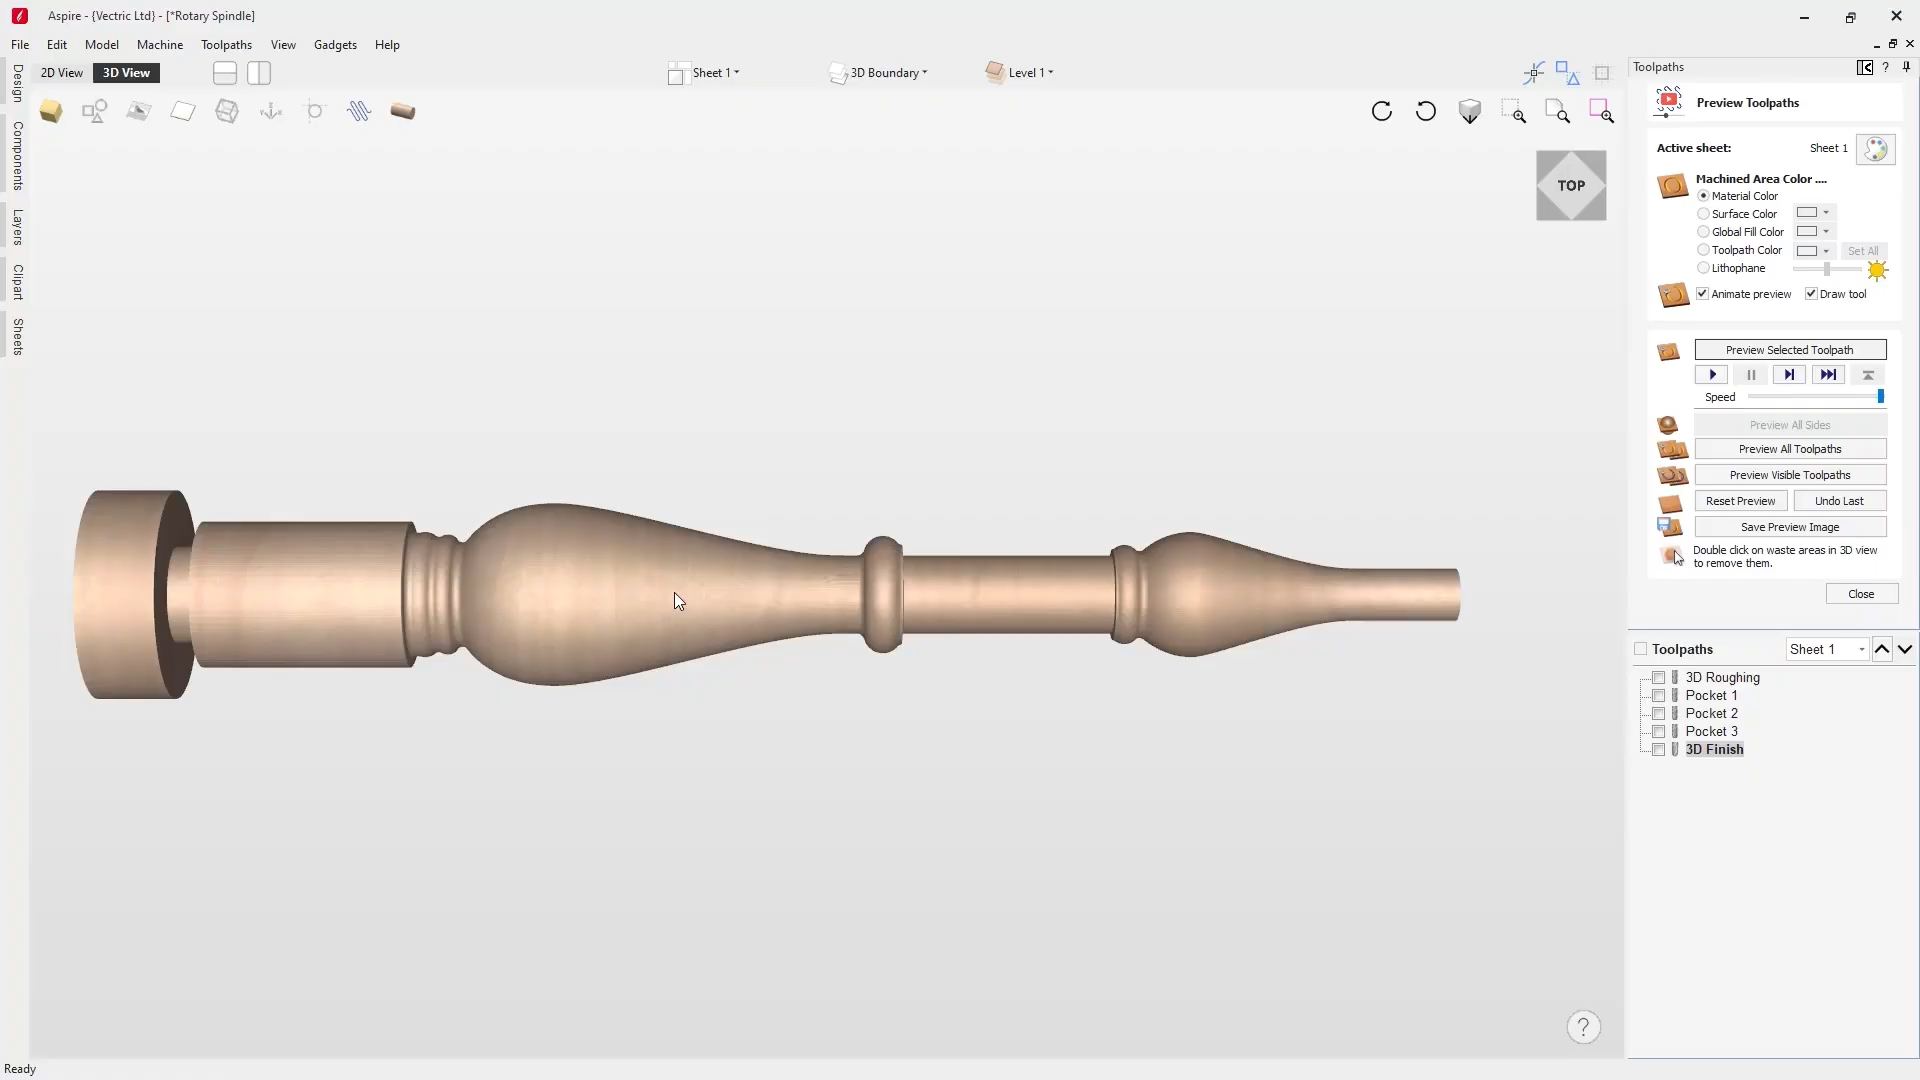 Aspire - {Vectric Ltd} - [*Rotary Spindle]
File Edit Model Machine Toolpaths View Gadgets Help
2D View 3D View Sheet 1 3D Boundary Level 1
Design
Components
Layers
Clipart
Sheets
TOP
Toolpaths ?
Preview Toolpaths
Active sheet: Sheet 1
Machined Area Color ....
Material Color
Surface Color
Global Fill Color
Toolpath Color Set All
Lithophane
Animate preview Draw tool
Preview Selected Toolpath
Speed
Preview All Sides
Preview All Toolpaths
Preview Visible Toolpaths
Reset Preview Undo Last
Save Preview Image
Double click on waste areas in 3D view
to remove them.
Close
Toolpaths Sheet 1
3D Roughing
Pocket 1
Pocket 2
Pocket 3
3D Finish
?
Ready